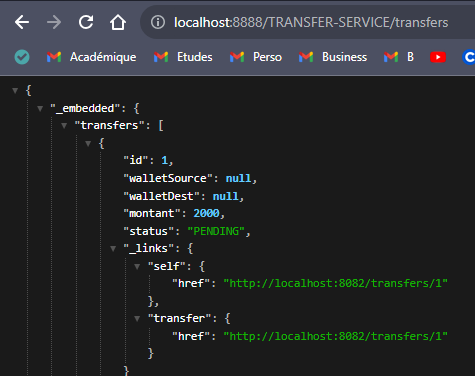 localhost:8888/TRANSFER-SERVICE/transfers
Académique Etudes Perso Business B
{
"_embedded": {
"transfers": [
{
"id": 1,
"walletSource": null,
"walletDest": null,
"montant": 2000,
"status": "PENDING",
"_links": {
"self": {
"href": "http://localhost:8082/transfers/1"
},
"transfer": {
"href": "http://localhost:8082/transfers/1"
}
}